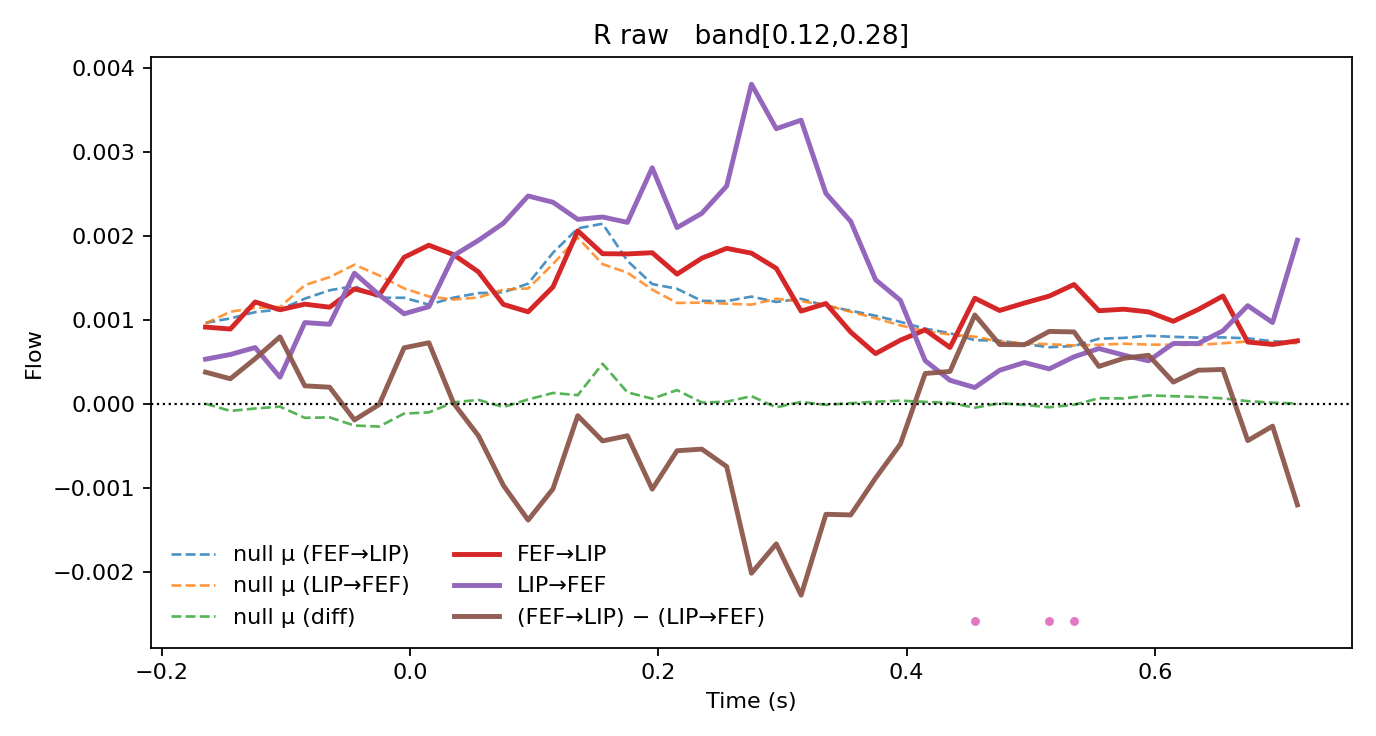 R raw   band[0.12,0.28]
0.004
0.003
0.002
0.001
0.000
−0.001
−0.002
Flow
null μ (FEF→LIP)
null μ (LIP→FEF)
null μ (diff)
FEF→LIP
LIP→FEF
(FEF→LIP) − (LIP→FEF)
−0.2
0.0
0.2
0.4
0.6
Time (s)